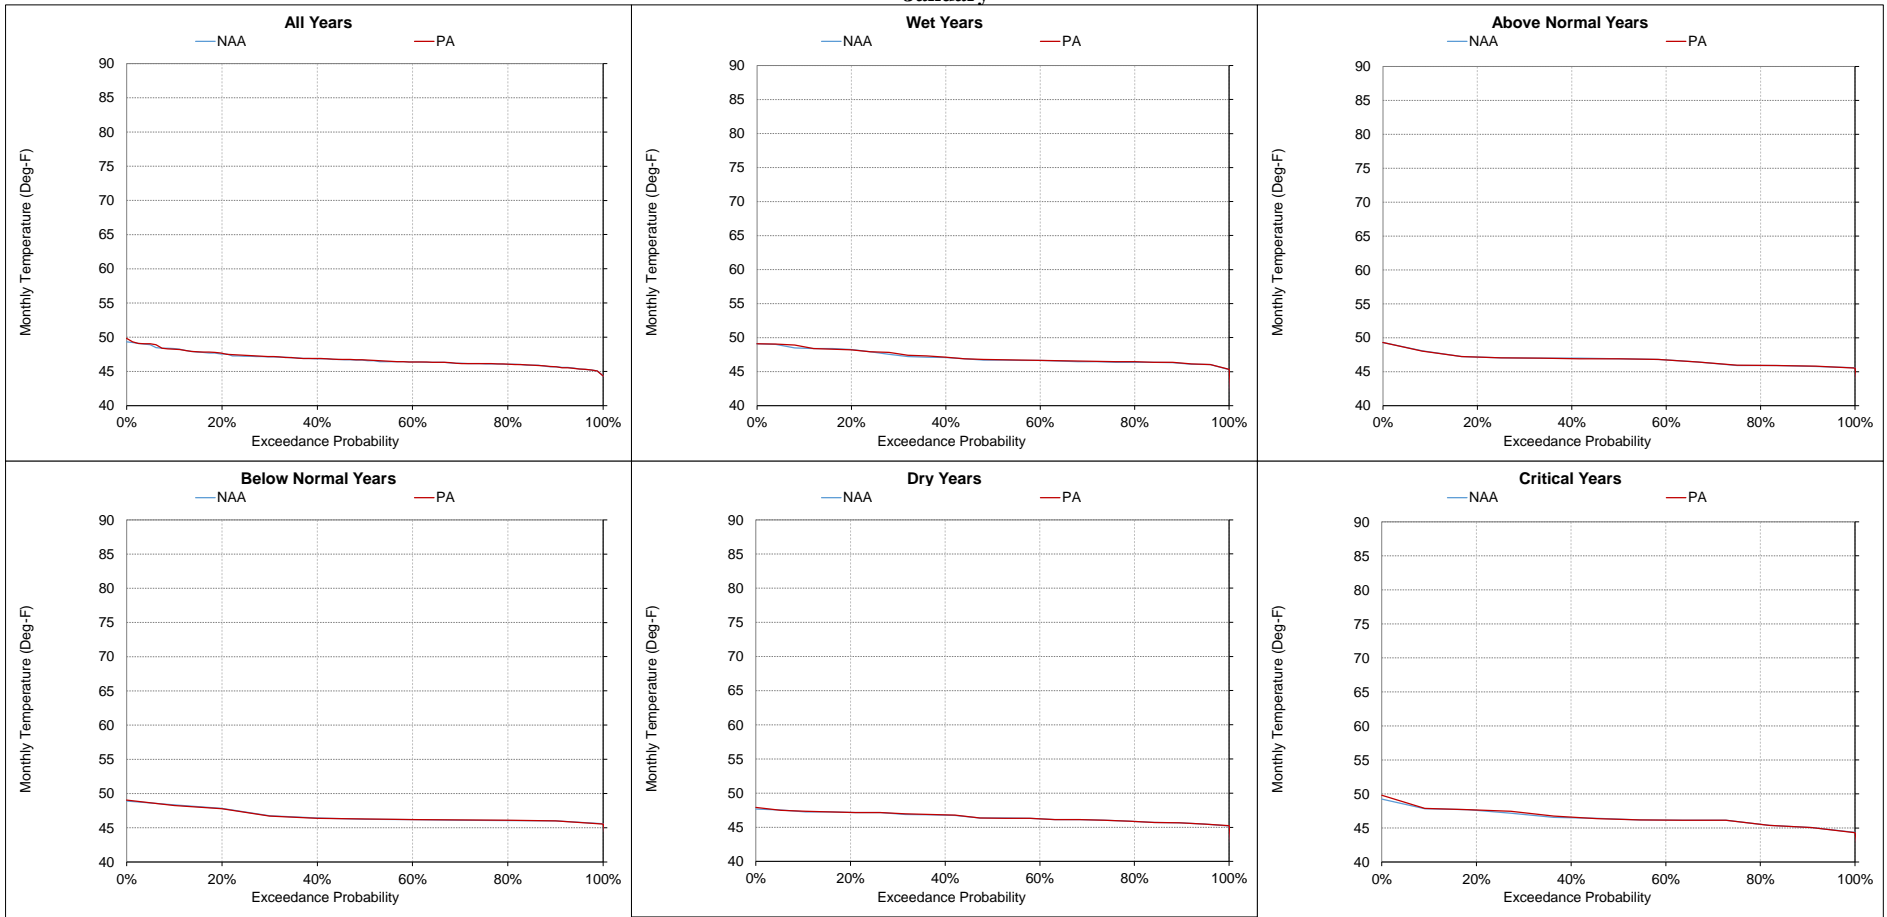 All Years
NAA PA
90
85
80
75
70
65
60
55
50
45
40
Monthly Temperature (Deg-F)
0% 20% 40% 60% 80% 100%
Exceedance Probability
Wet Years
NAA PA
90
85
80
75
70
65
60
55
50
45
40
Monthly Temperature (Deg-F)
0% 20% 40% 60% 80% 100%
Exceedance Probability
Above Normal Years
NAA PA
90
85
80
75
70
65
60
55
50
45
40
Monthly Temperature (Deg-F)
0% 20% 40% 60% 80% 100%
Exceedance Probability
Below Normal Years
NAA PA
90
85
80
75
70
65
60
55
50
45
40
Monthly Temperature (Deg-F)
0% 20% 40% 60% 80% 100%
Exceedance Probability
Dry Years
NAA PA
90
85
80
75
70
65
60
55
50
45
40
Monthly Temperature (Deg-F)
0% 20% 40% 60% 80% 100%
Exceedance Probability
Critical Years
NAA PA
90
85
80
75
70
65
60
55
50
45
40
Monthly Temperature (Deg-F)
0% 20% 40% 60% 80% 100%
Exceedance Probability